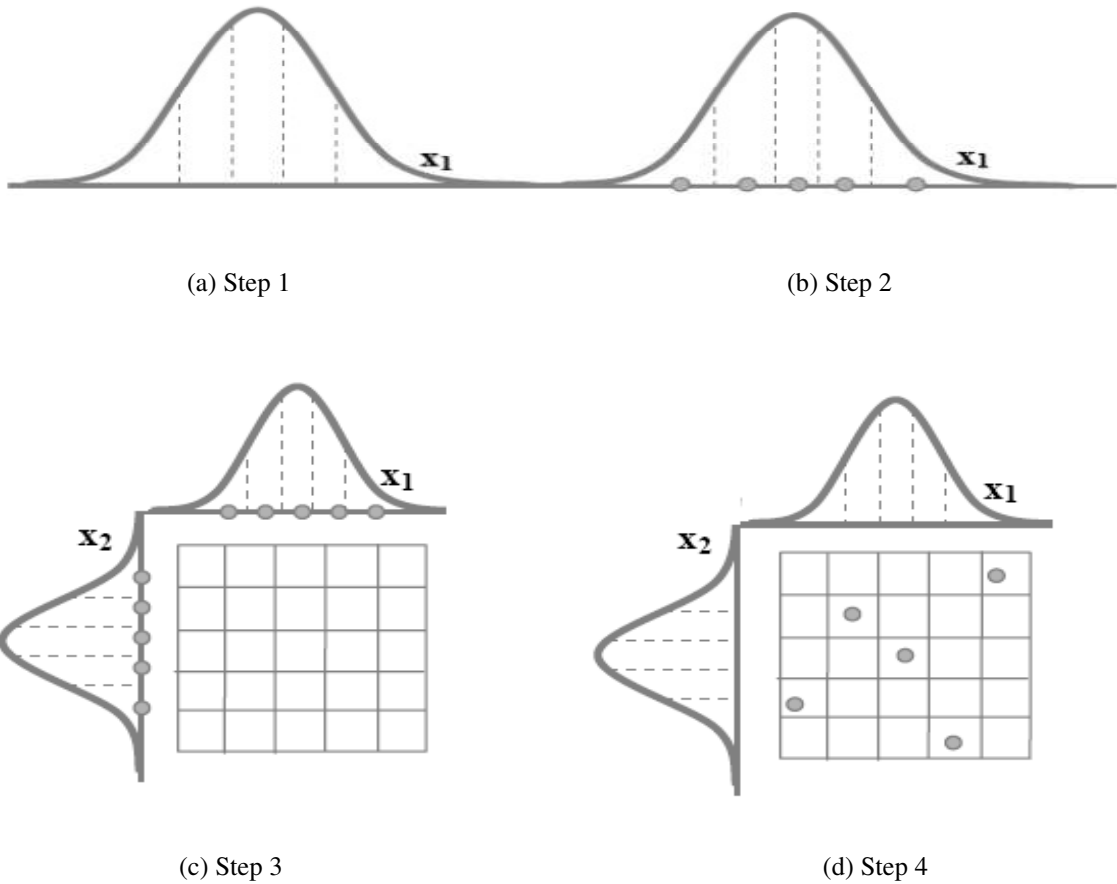 x₁
x₁
(a) Step 1
(b) Step 2
x₁
x₂
x₁
x₂
(c) Step 3
(d) Step 4